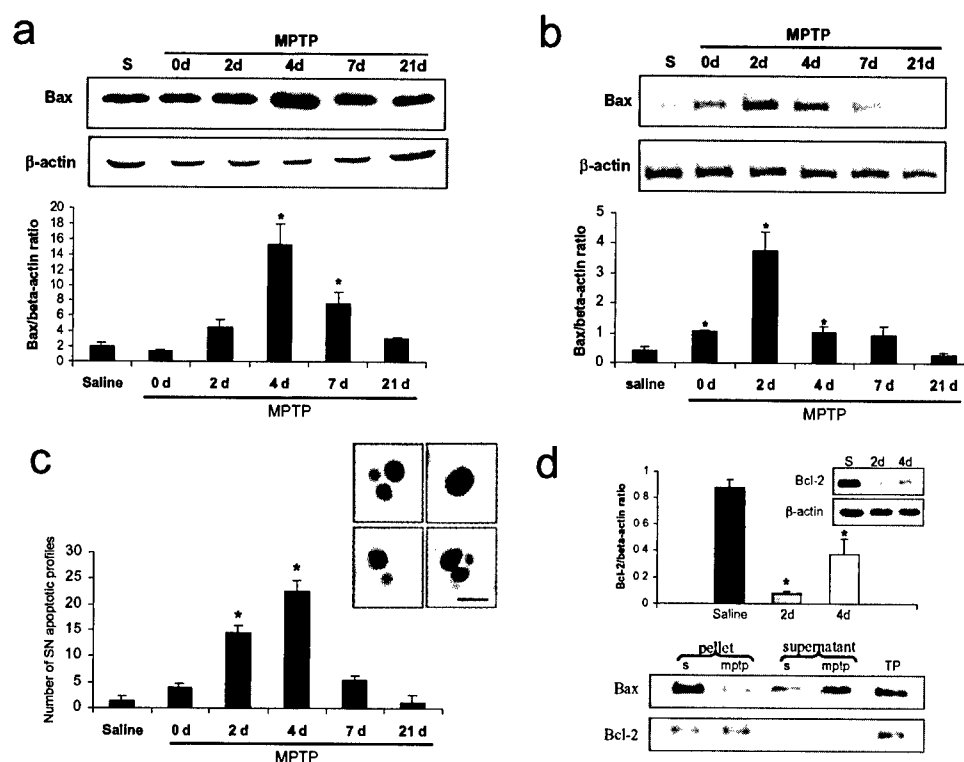 a
MPTP
S 0d 2d 4d 7d 21d
Bax
β-actin
Bax/beta-actin ratio
20
18
16
14
12
10
8
6
4
2
0
Saline 0 d 2 d 4 d 7 d 21 d
MPTP
b
MPTP
S 0d 2d 4d 7d 21d
Bax
β-actin
Bax/beta-actin ratio
5
4
3
2
1
0
* * *
saline 0 d 2 d 4 d 7 d 21 d
MPTP
c
Number of SN apoptotic profiles
30
25
20
15
10
5
0
* *
Saline 0 d 2 d 4 d 7 d 21 d
MPTP
d
Bcl-2/beta-actin ratio
1
0.8
0.6
0.4
0.2
0
S 2d 4d
Bcl-2
β-actin
* *
Saline 2d 4d
pellet supernatant
s mptp s mptp TP
Bax
Bcl-2